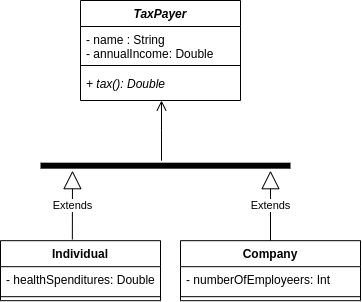 TaxPayer
- name : String
- annualIncome: Double
+ tax(): Double
Extends
Extends
Individual
- healthSpenditures: Double
Company
- numberOfEmployeers: Int